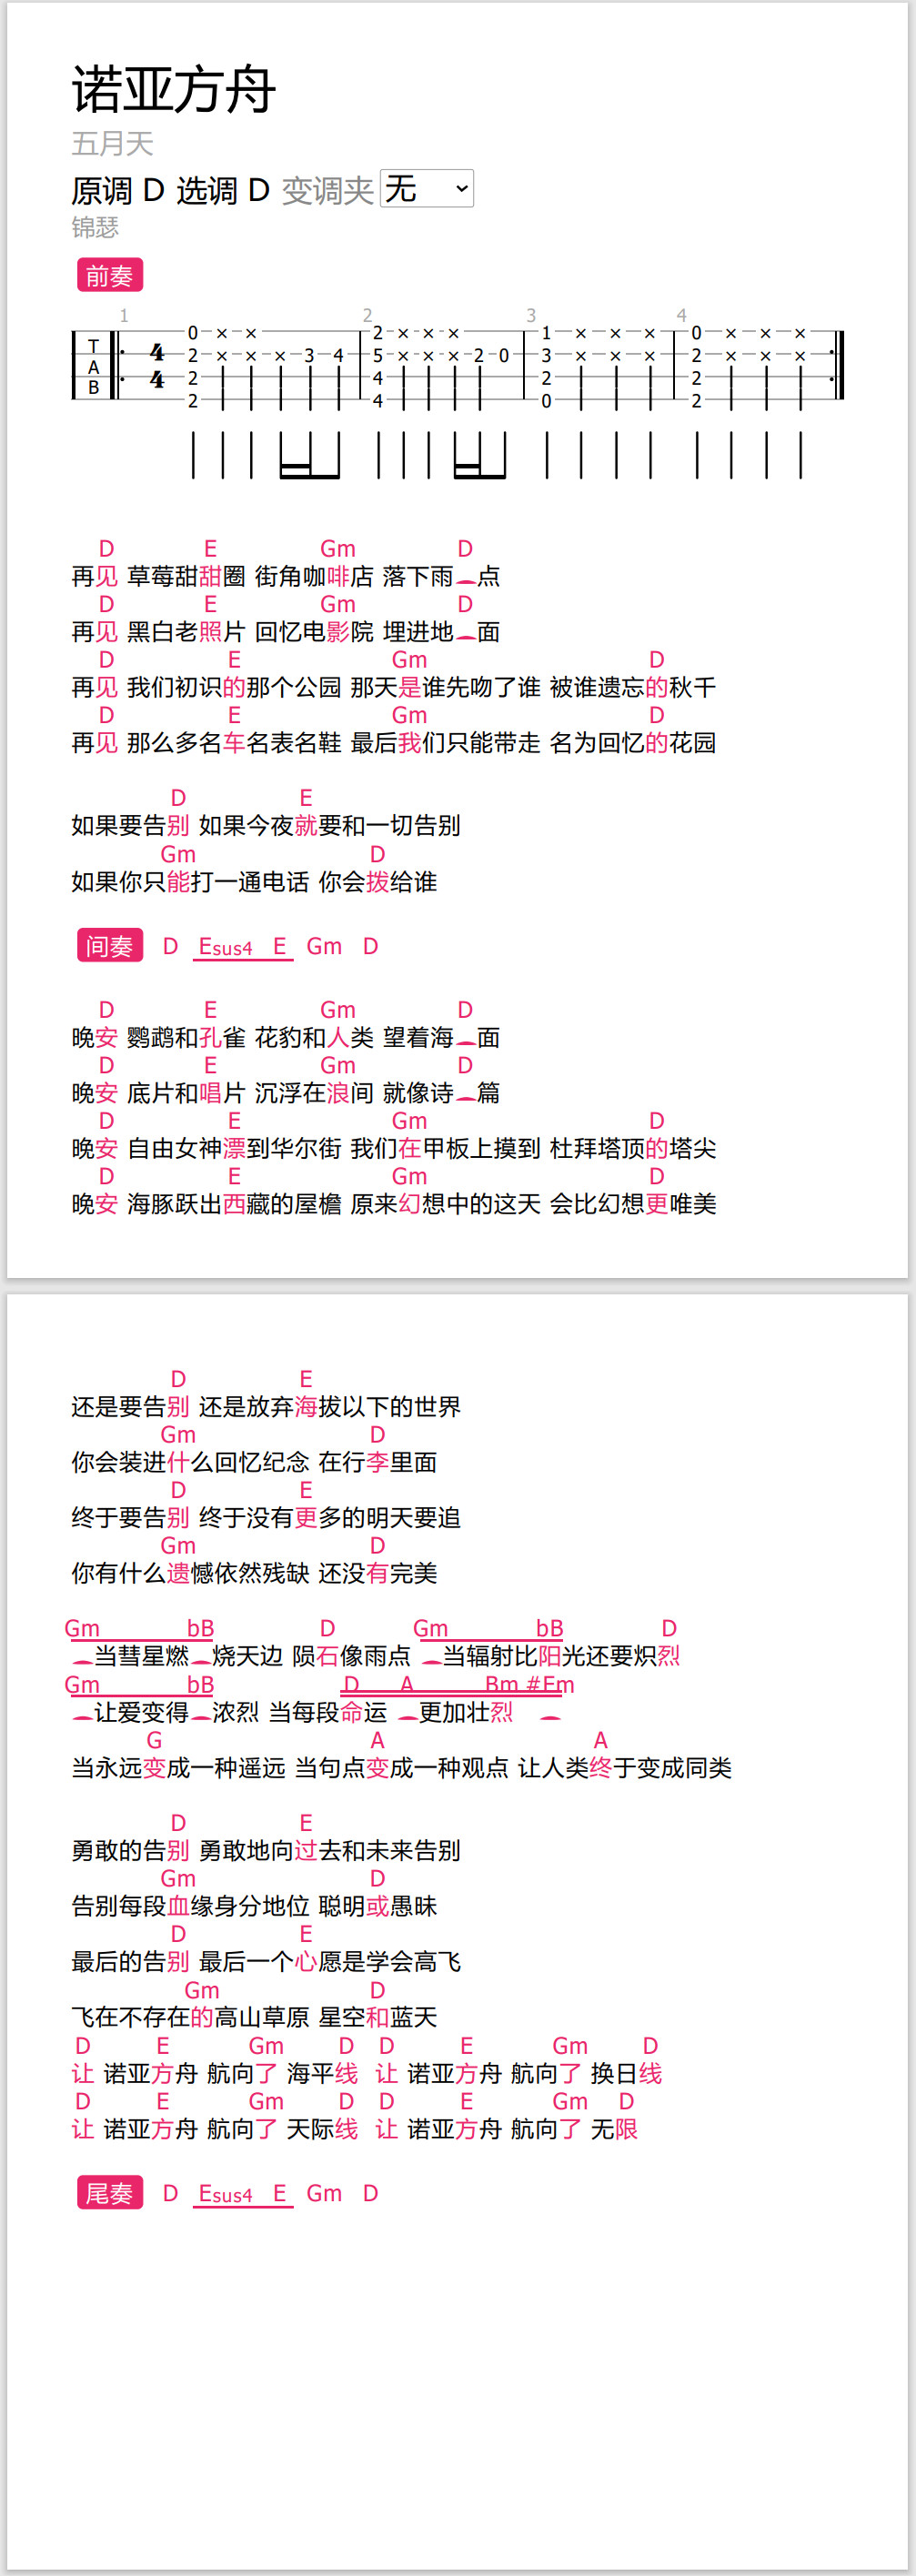 诺亚方舟
五月天
原调 D 选调 D 变调夹 无
锦瑟
前奏
1 2 3 4
0 × × 2 × × × 1 × × × 0 × × ×
T 4 2 × × × 3 4 5 × × × 2 0 3 × × × 2 × × ×
A 4 2 4 2 2
B 2 4 0 2
D E Gm D
再见 草莓甜甜圈 街角咖啡店 落下雨 点
D E Gm D
再见 黑白老照片 回忆电影院 埋进地 面
D E Gm D
再见 我们初识的那个公园 那天是谁先吻了谁 被谁遗忘的秋千
D E Gm D
再见 那么多名车名表名鞋 最后我们只能带走 名为回忆的花园
D E
如果要告别 如果今夜就要和一切告别
Gm D
如果你只能打一通电话 你会拨给谁
间奏 D Esus4 E Gm D
D E Gm D
晚安 鹦鹉和孔雀 花豹和人类 望着海 面
D E Gm D
晚安 底片和唱片 沉浮在浪间 就像诗 篇
D E Gm D
晚安 自由女神漂到华尔街 我们在甲板上摸到 杜拜塔顶的塔尖
D E Gm D
晚安 海豚跃出西藏的屋檐 原来幻想中的这天 会比幻想更唯美
D E
还是要告别 还是放弃海拔以下的世界
Gm D
你会装进什么回忆纪念 在行李里面
D E
终于要告别 终于没有更多的明天要追
Gm D
你有什么遗憾依然残缺 还没有完美
Gm bB D Gm bB D
当彗星燃 烧天边 陨石像雨点 当辐射比阳光还要炽烈
Gm bB D A Bm #Fm
让爱变得 浓烈 当每段命运 更加壮烈
G A A
当永远变成一种遥远 当句点变成一种观点 让人类终于变成同类
D E
勇敢的告别 勇敢地向过去和未来告别
Gm D
告别每段血缘身分地位 聪明或愚昧
D E
最后的告别 最后一个心愿是学会高飞
Gm D
飞在不存在的高山草原 星空和蓝天
D E Gm D D E Gm D
让 诺亚方舟 航向了 海平线 让 诺亚方舟 航向了 换日线
D E Gm D D E Gm D
让 诺亚方舟 航向了 天际线 让 诺亚方舟 航向了 无限
尾奏 D Esus4 E Gm D